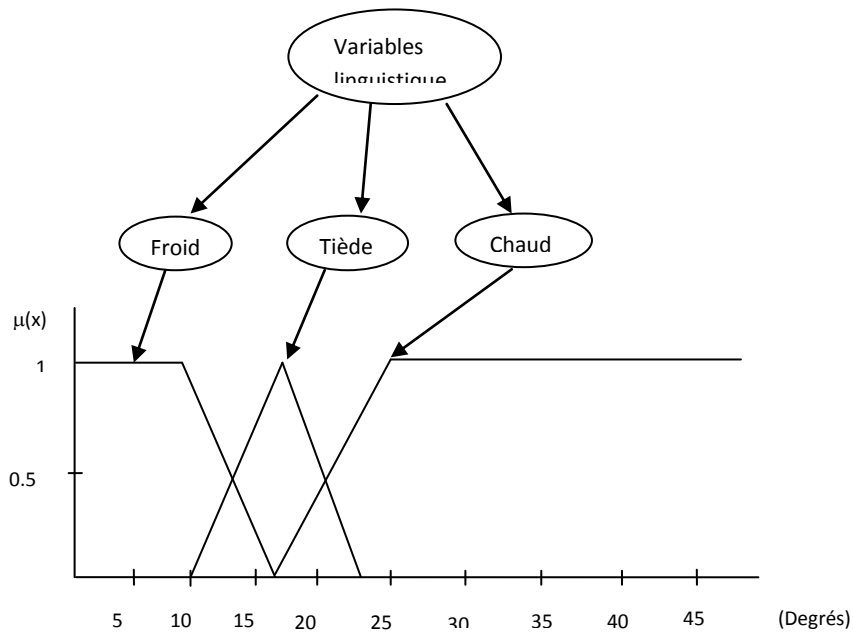 Variables
linguistique
Froid
Tiède
Chaud
µ(x)
1
0.5
5 10 15 20 25 30 35 40 45 (Degrés)